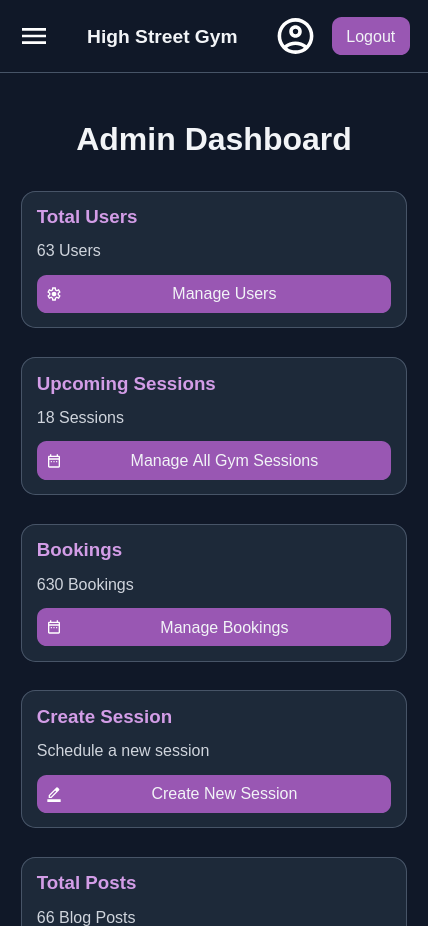 High Street Gym
Logout
Admin Dashboard
Total Users
63 Users
Manage Users
Upcoming Sessions
18 Sessions
Manage All Gym Sessions
Bookings
630 Bookings
Manage Bookings
Create Session
Schedule a new session
Create New Session
Total Posts
66 Blog Posts